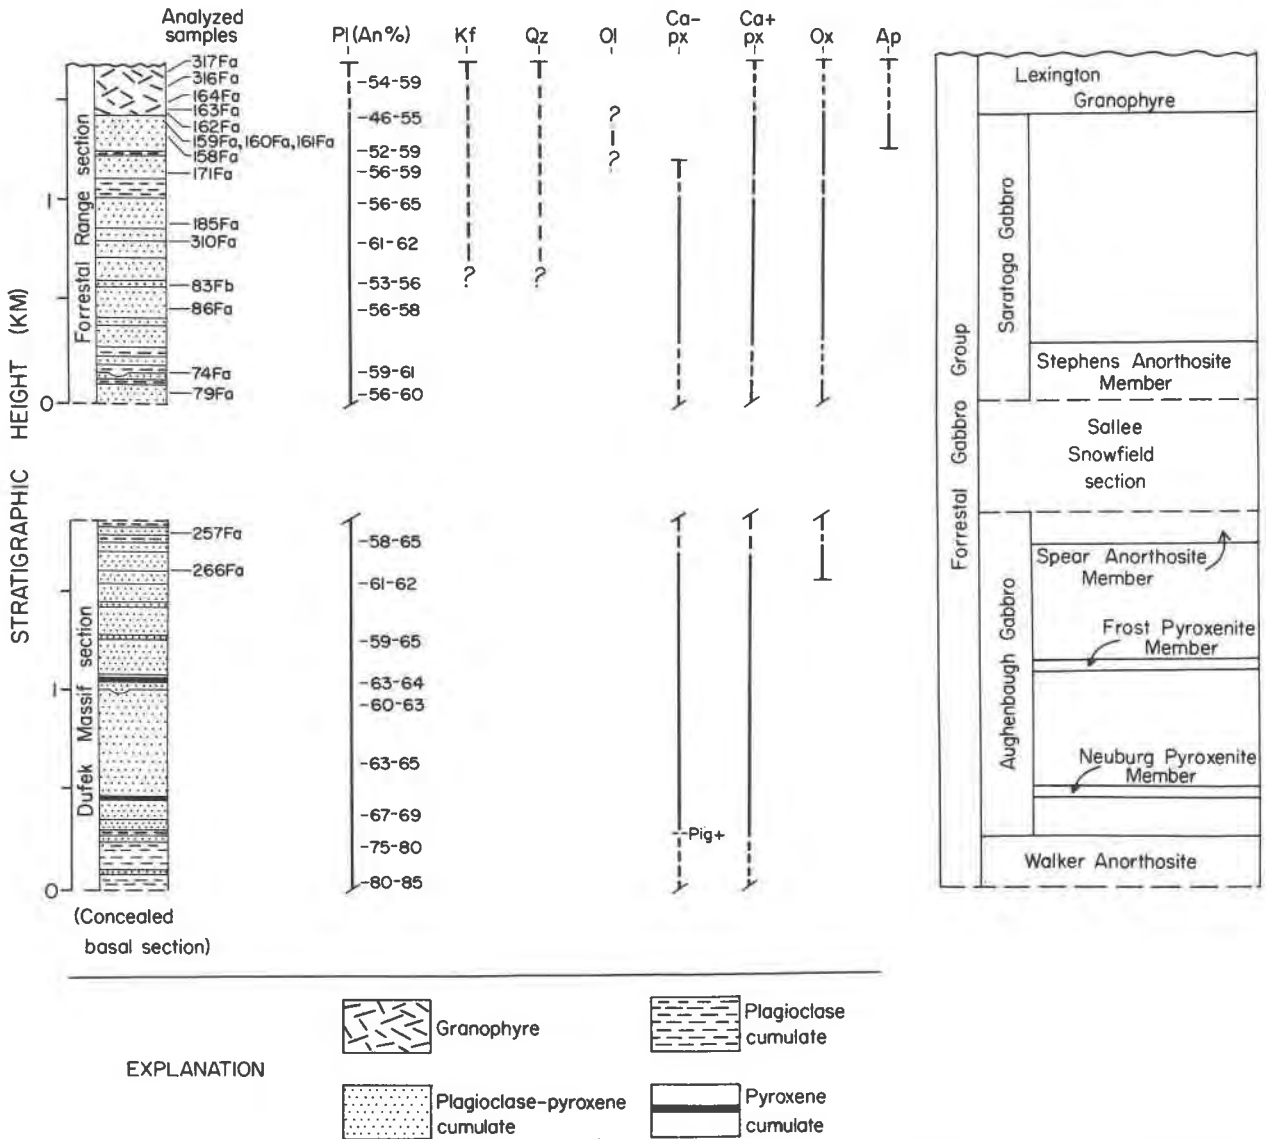 Analyzed
samples
Pl (An %)
Kf
Qz
Ol
Ca-
px
Ca+
px
Ox
Ap
STRATIGRAPHIC HEIGHT (KM)
Forrestal Range section
1
0
317Fa
316Fa
164Fa
163Fa
162Fa
159Fa, 160Fa, 161Fa
158Fa
171Fa
185Fa
310Fa
83Fb
86Fa
74Fa
79Fa
-54-59
-46-55
-52-59
-56-59
-56-65
-61-62
-53-56
-56-58
-59-61
-56-60
?
?
?
?
Dufek Massif section
1
0
257Fa
266Fa
-58-65
-61-62
-59-65
-63-64
-60-63
-63-65
-67-69
-75-80
-80-85
Pig+
(Concealed
basal section)
Forrestal Gabbro Group
Lexington
Granophyre
Saratoga Gabbro
Stephens Anorthosite
Member
Sallee
Snowfield
section
Aughenbaugh Gabbro
Spear Anorthosite
Member
Frost Pyroxenite
Member
Neuburg Pyroxenite
Member
Walker Anorthosite
EXPLANATION
Granophyre
Plagioclase-pyroxene
cumulate
Plagioclase
cumulate
Pyroxene
cumulate